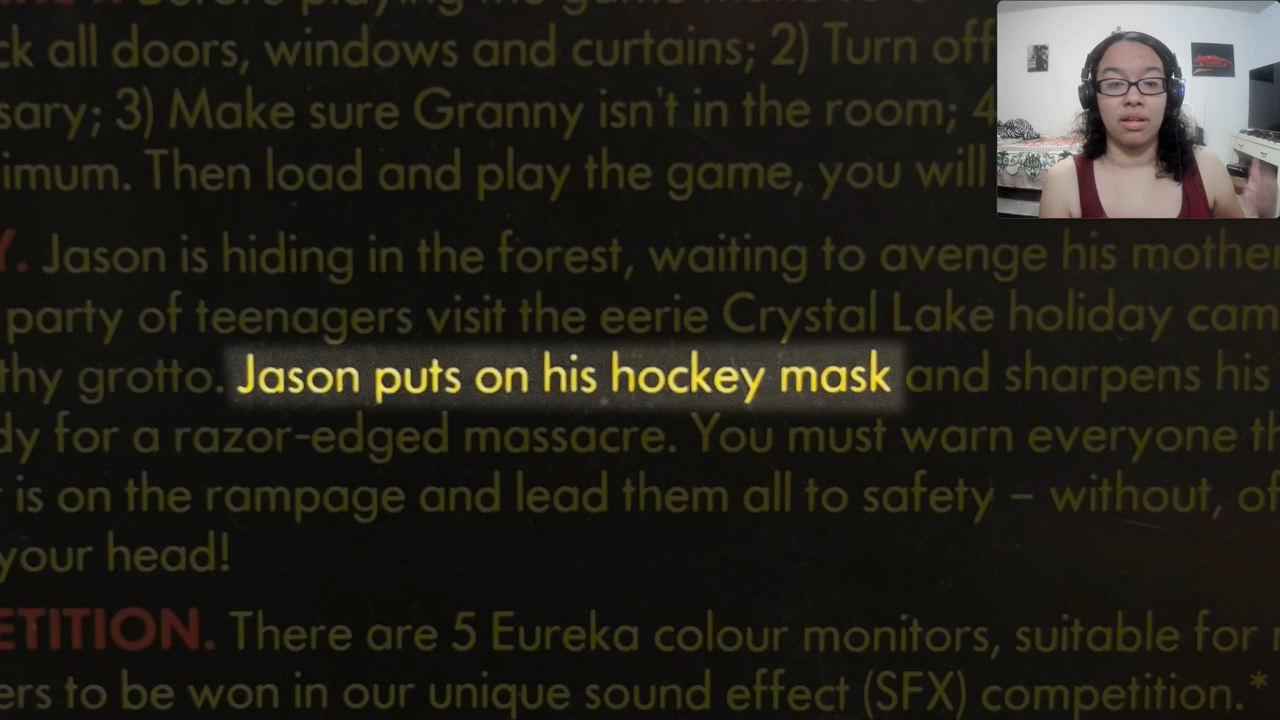 Before playing the game make
ck all doors, windows and curtains; 2) Turn off
sary; 3) Make sure Granny isn't in the room; 4
imum. Then load and play the game, you will
Y. Jason is hiding in the forest, waiting to avenge his mother
party of teenagers visit the eerie Crystal Lake holiday cam
thy grotto. Jason puts on his hockey mask and sharpens his
dy for a razor-edged massacre. You must warn everyone th
is on the rampage and lead them all to safety – without, of
your head!
ETITION. There are 5 Eureka colour monitors, suitable for
ers to be won in our unique sound effect (SFX) competition.*